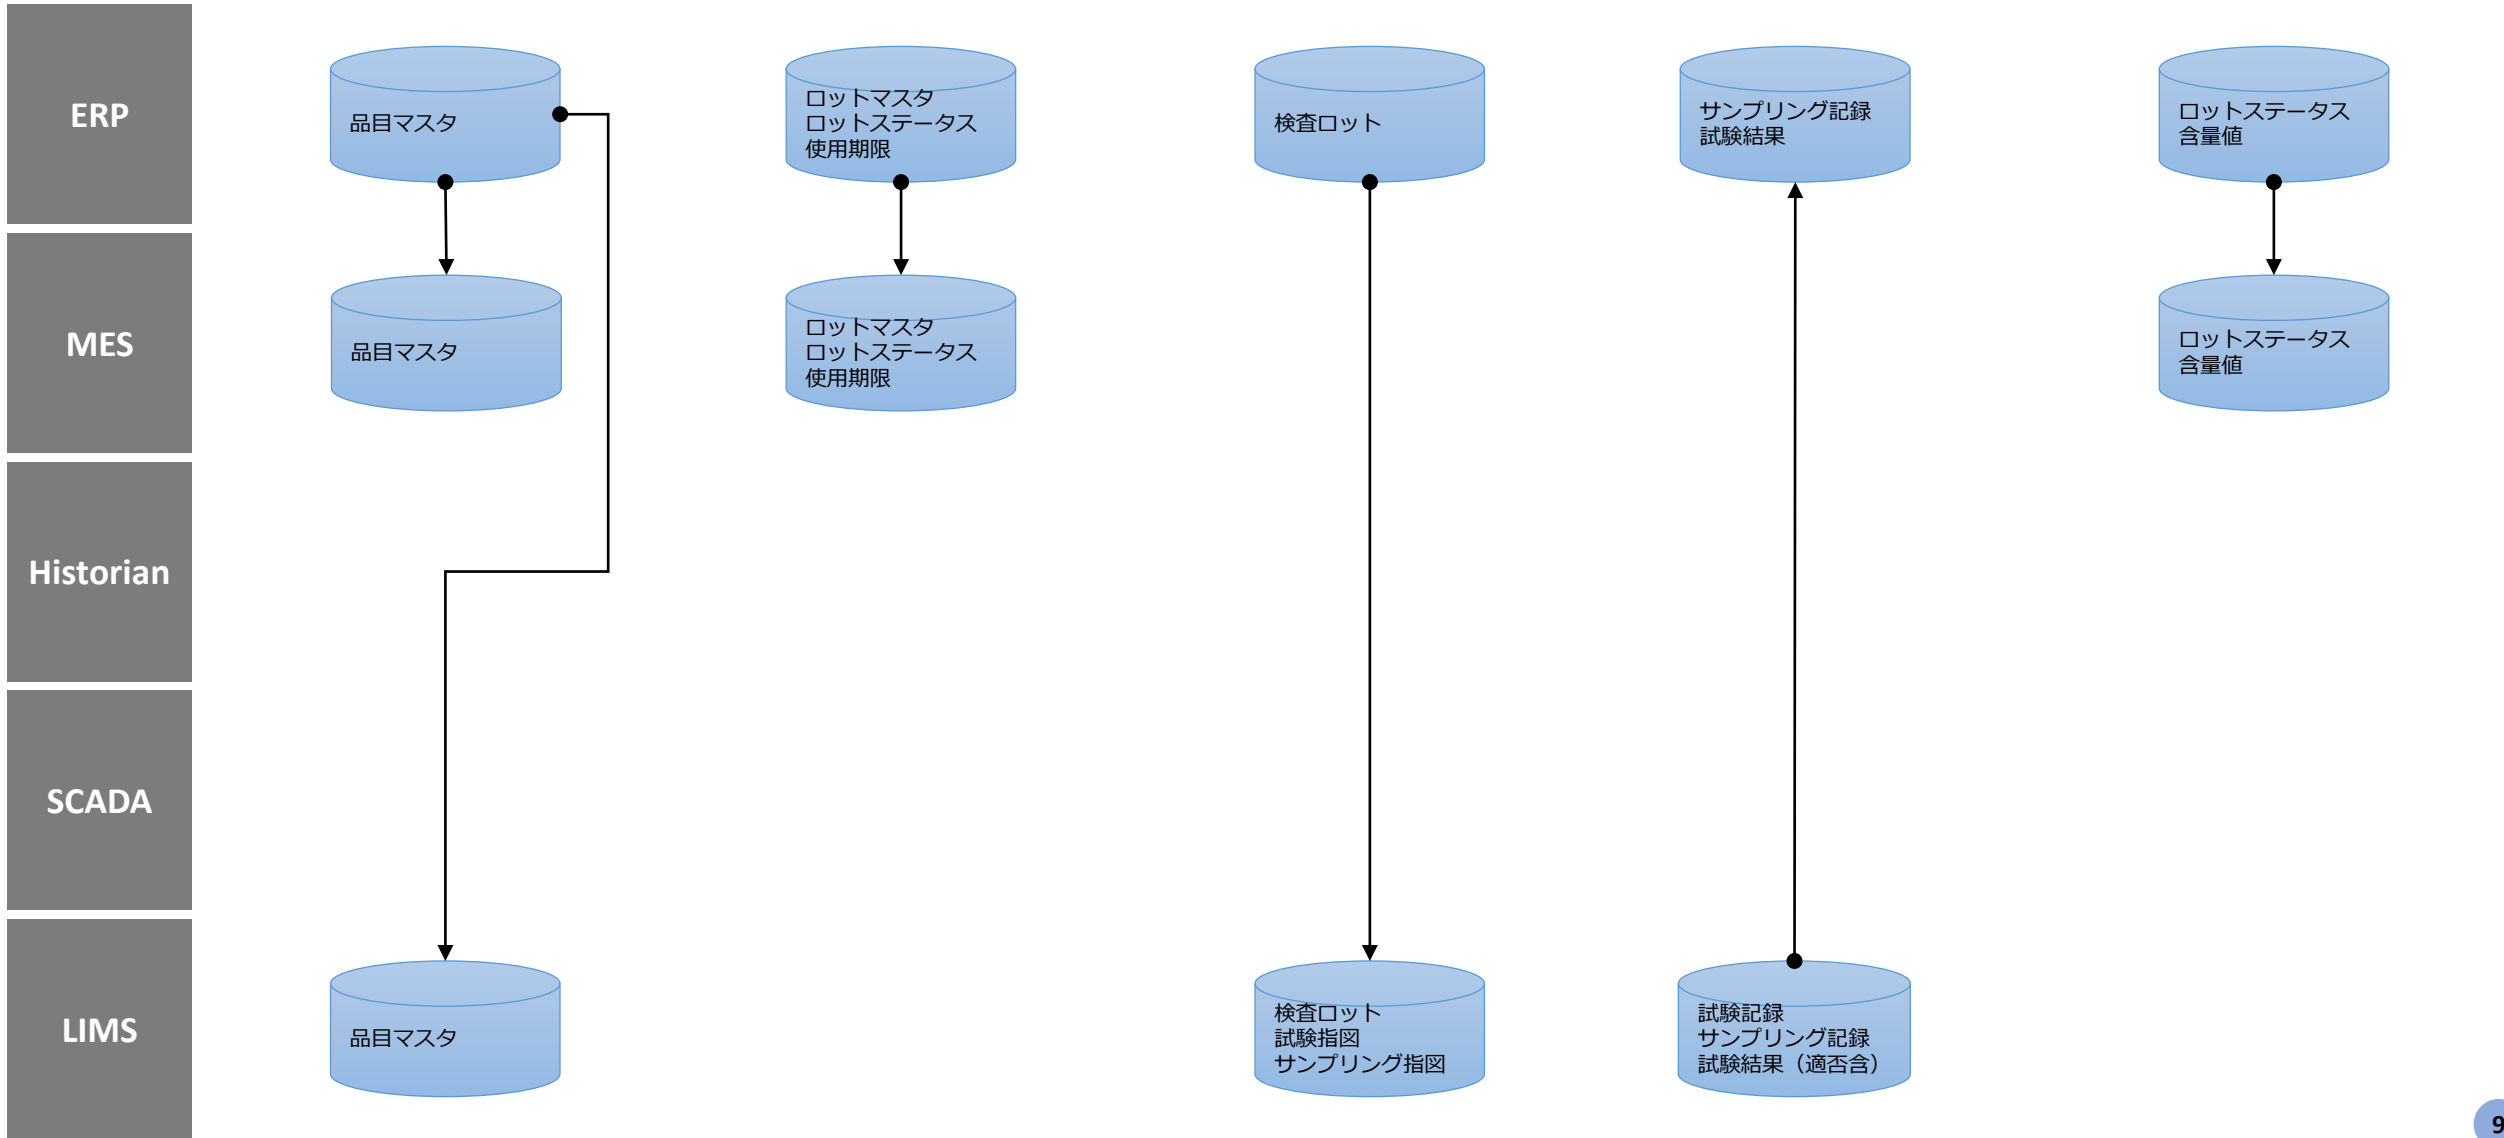 ERP
品目マスタ
ロットマスタ
ロットステータス
使用期限
検査ロット
サンプリング記録
試験結果
ロットステータス
含量値
MES
品目マスタ
ロットマスタ
ロットステータス
使用期限
ロットステータス
含量値
Historian
SCADA
LIMS
品目マスタ
検査ロット
試験指図
サンプリング指図
試験記録
サンプリング記録
試験結果（適否含）
9